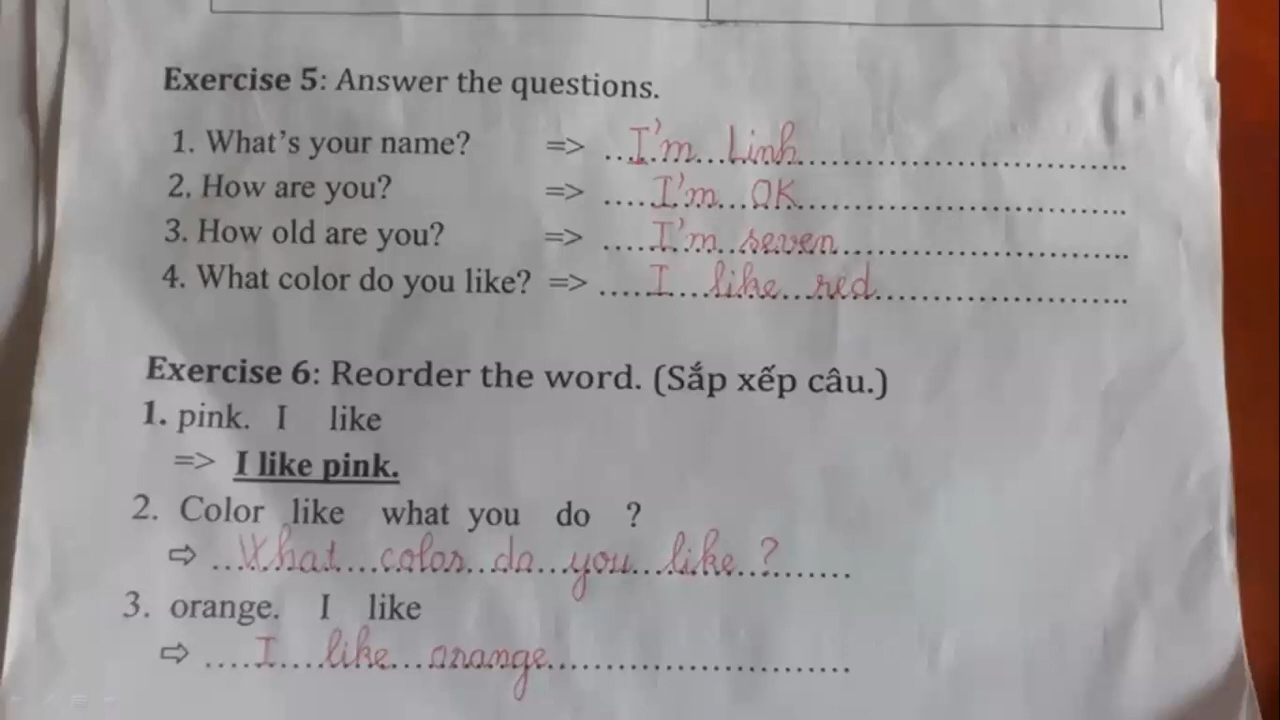 Exercise 5: Answer the questions.
1. What's your name? => ...I'm...Linh..................................
2. How are you? => .....I'm...OK..................................
3. How old are you? => .....I'm..seven..............................
4. What color do you like? => .....I....like...red..........................
Exercise 6: Reorder the word. (Sắp xếp câu.)
1. pink. I like
=> I like pink.
2. Color like what you do ?
⇨ ...What...color..do...you...like..?........
3. orange. I like
⇨ ....I....like...orange..............................